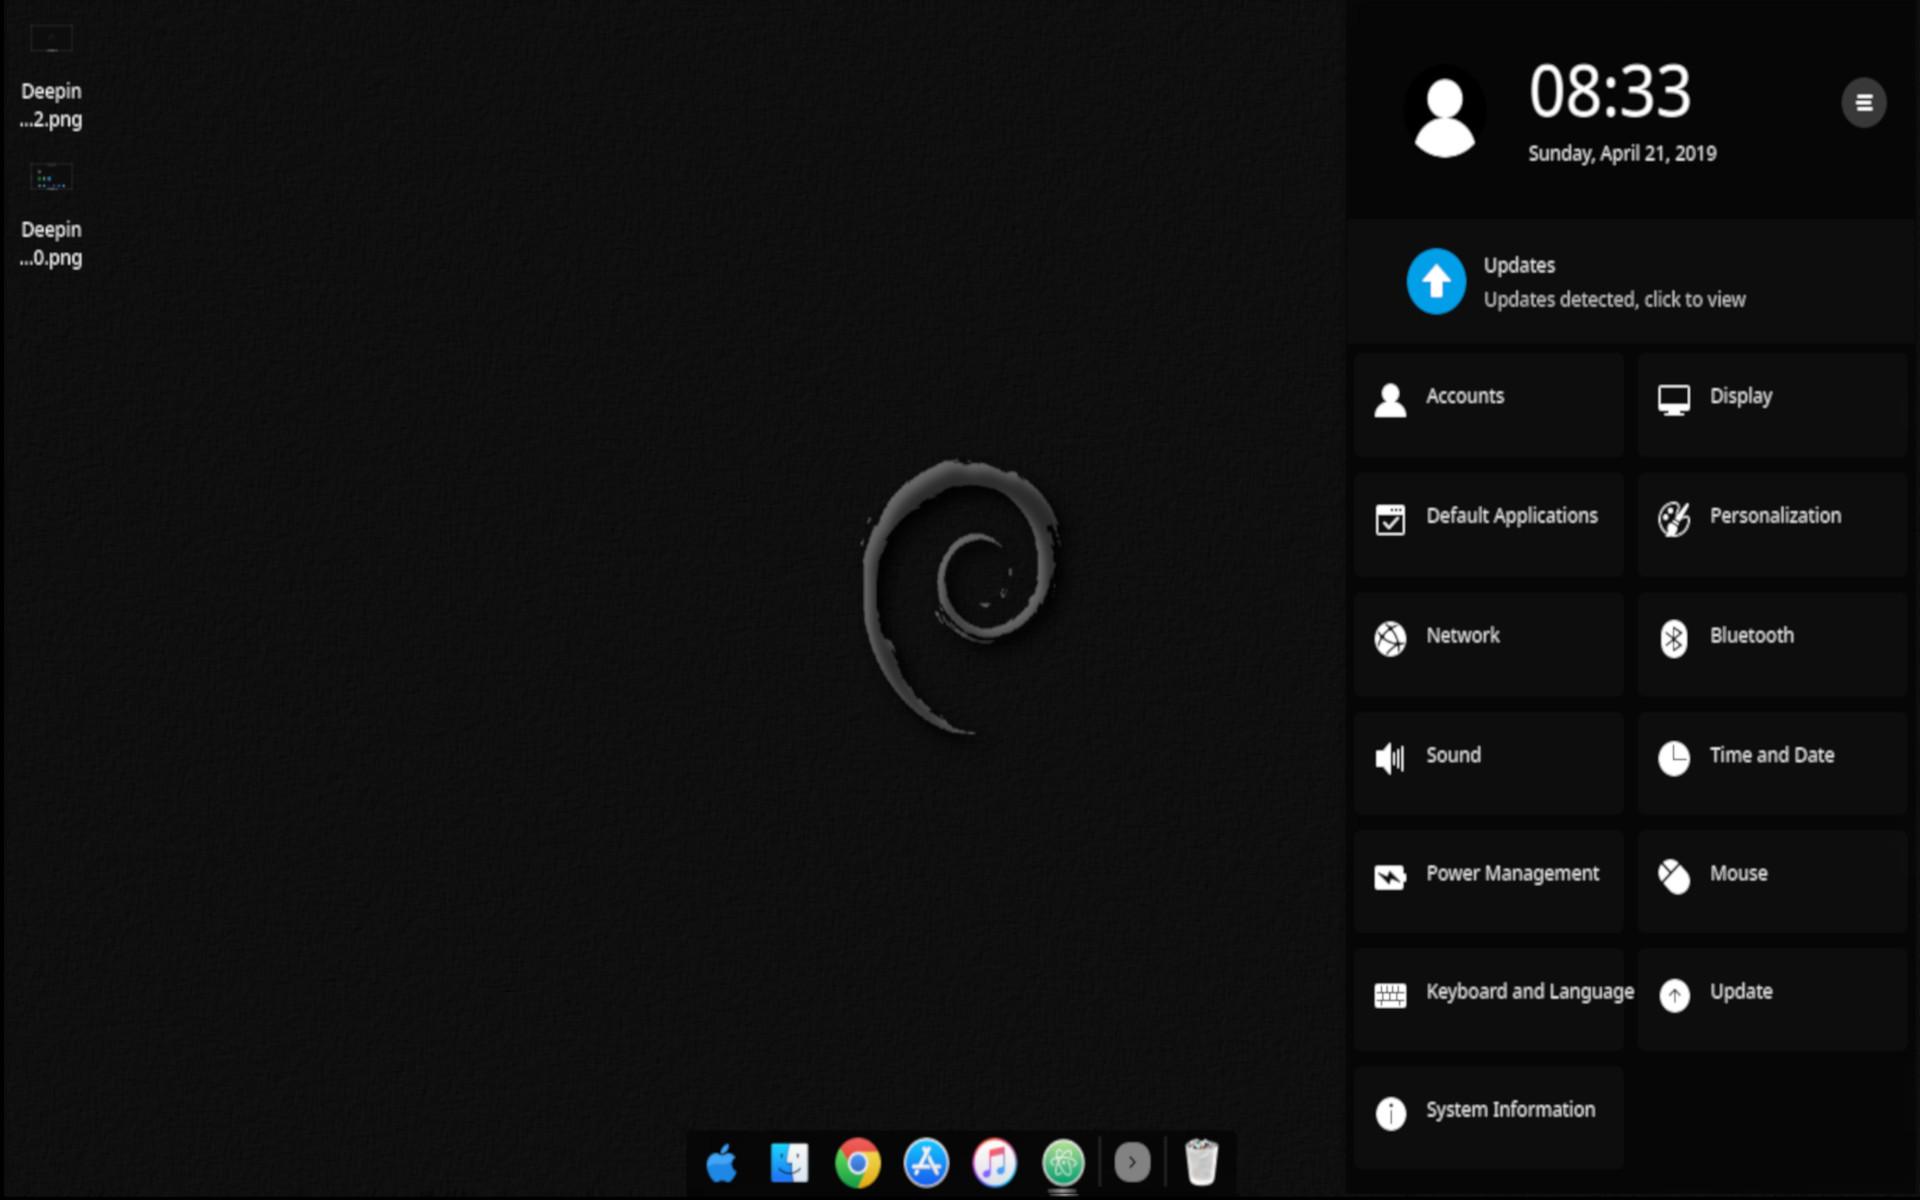 Deepin
...2.png
Deepin
...0.png
08:33
Sunday, April 21, 2019
Updates
Updates detected, click to view
Accounts
Display
Default Applications
Personalization
Network
Bluetooth
Sound
Time and Date
Power Management
Mouse
Keyboard and Language
Update
System Information